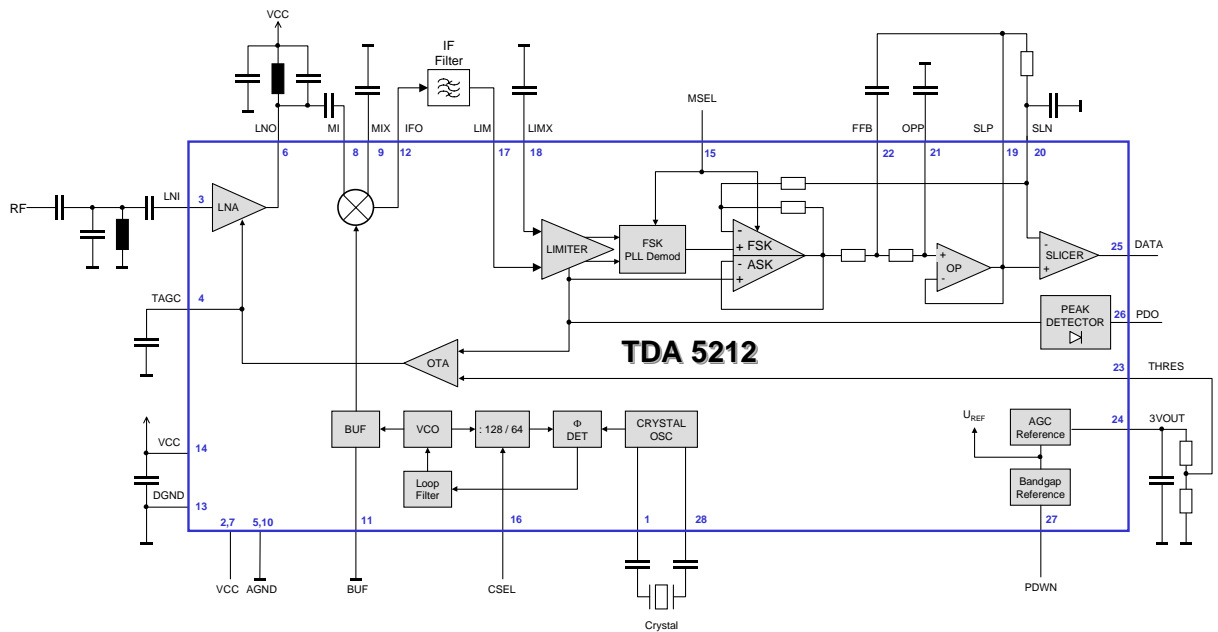 VCC
IF
Filter
MSEL
LNO
MI
MIX
IFO
LIM
LIMX
FFB
OPP
SLP
SLN
6
8
9
12
17
18
15
22
21
19
20
RF
LNI
3
LNA
LIMITER
FSK
PLL Demod
-
+ FSK
- ASK
+
+
-
OP
-
+
SLICER
25
DATA
TAGC
4
PEAK
DETECTOR
26
PDO
OTA
TDA 5212
23
THRES
BUF
VCO
: 128 / 64
Φ
DET
CRYSTAL
OSC
UREF
AGC
Reference
24
3VOUT
VCC
14
Loop
Filter
Bandgap
Reference
DGND
13
2,7
5,10
11
16
1
28
27
VCC
AGND
BUF
CSEL
PDWN
Crystal